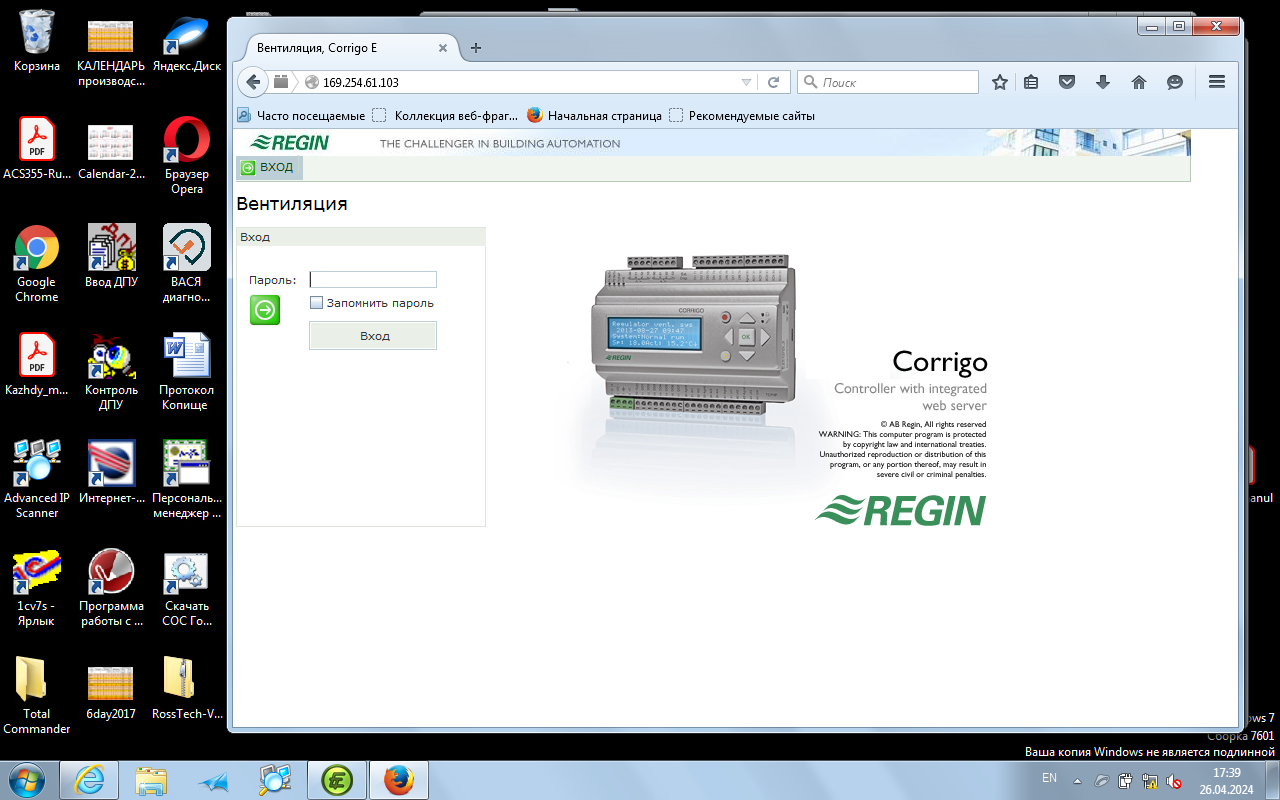 Корзина
КАЛЕНДАРЬ
производс...
Яндекс.Диск
PDF
ACS355-Ru...
Calendar-2...
Браузер
Opera
Google
Chrome
Ввод ДПУ
ВАСЯ
диагно...
PDF
Kazhdy_m...
Контроль
ДПУ
Протокол
Копище
Advanced IP
Scanner
Интернет-...
Персональ...
менеджер ...
1cv7s -
Ярлык
Программа
работы с ...
Скачать
СОС Го...
Total
Commander
6day2017
RossTech-V...
Вентиляция, Corrigo E
169.254.61.103
Поиск
Часто посещаемые
Коллекция веб-фраг...
Начальная страница
Рекомендуемые сайты
REGIN
THE CHALLENGER IN BUILDING AUTOMATION
ВХОД
Вентиляция
Вход
Пароль:
Запомнить пароль
Вход
CORRIGO
Regulator vent. sys
2013-08-27 09:47
System:Normal run
REGIN
OK
Corrigo
Controller with integrated
web server
© AB Regin, All rights reserved
WARNING: This computer program is protected
by copyright law and international treaties.
Unauthorized reproduction or distribution of this
program, or any portion thereof, may result in
severe civil or criminal penalties.
REGIN
anul
ows 7
Сборка 7601
Ваша копия Windows не является подлинной
EN
17:39
26.04.2024